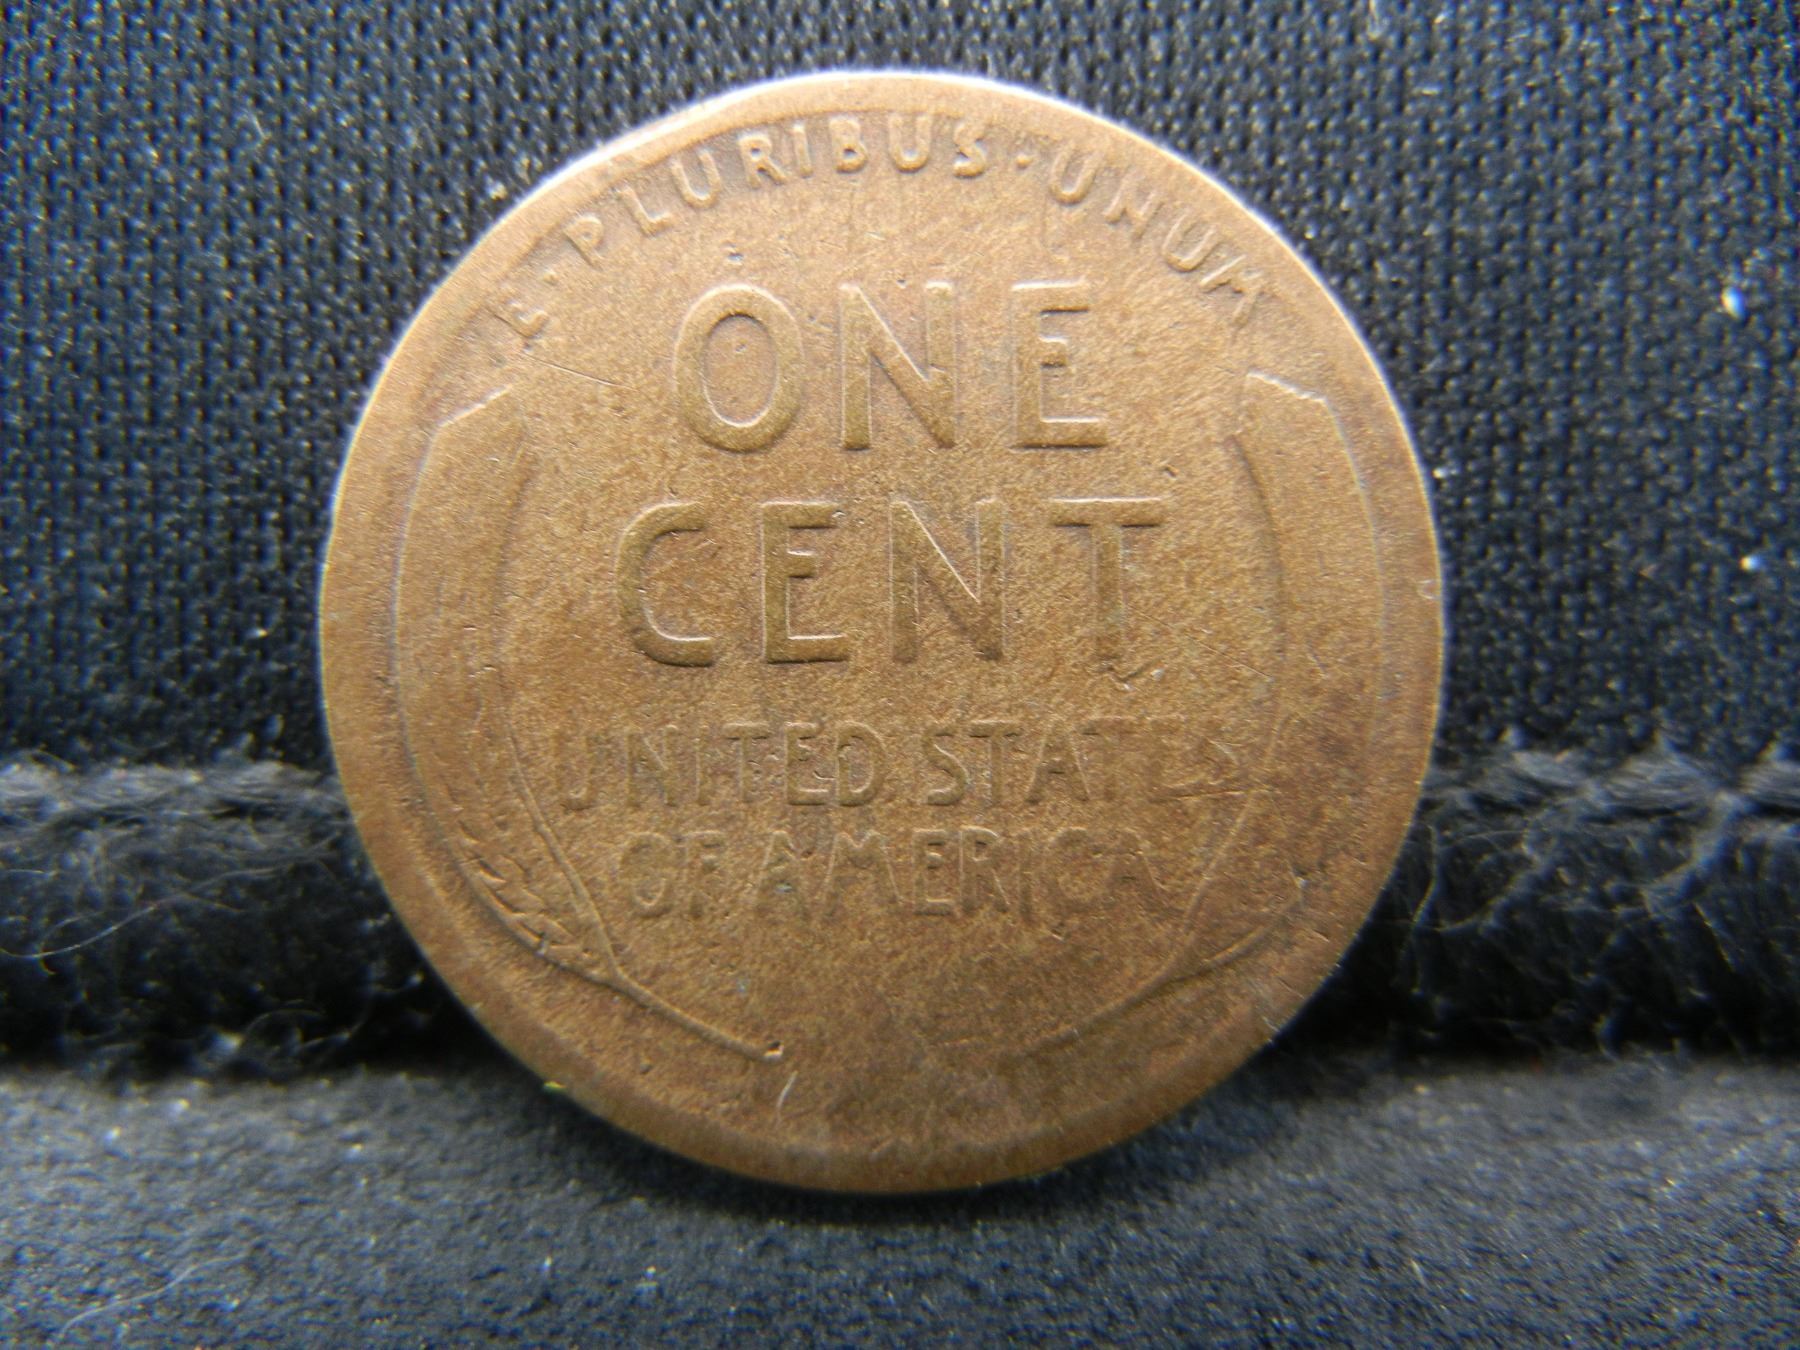 E·PLURIBUS·UNUM
ONE
CENT
UNITED STATES
OF AMERICA